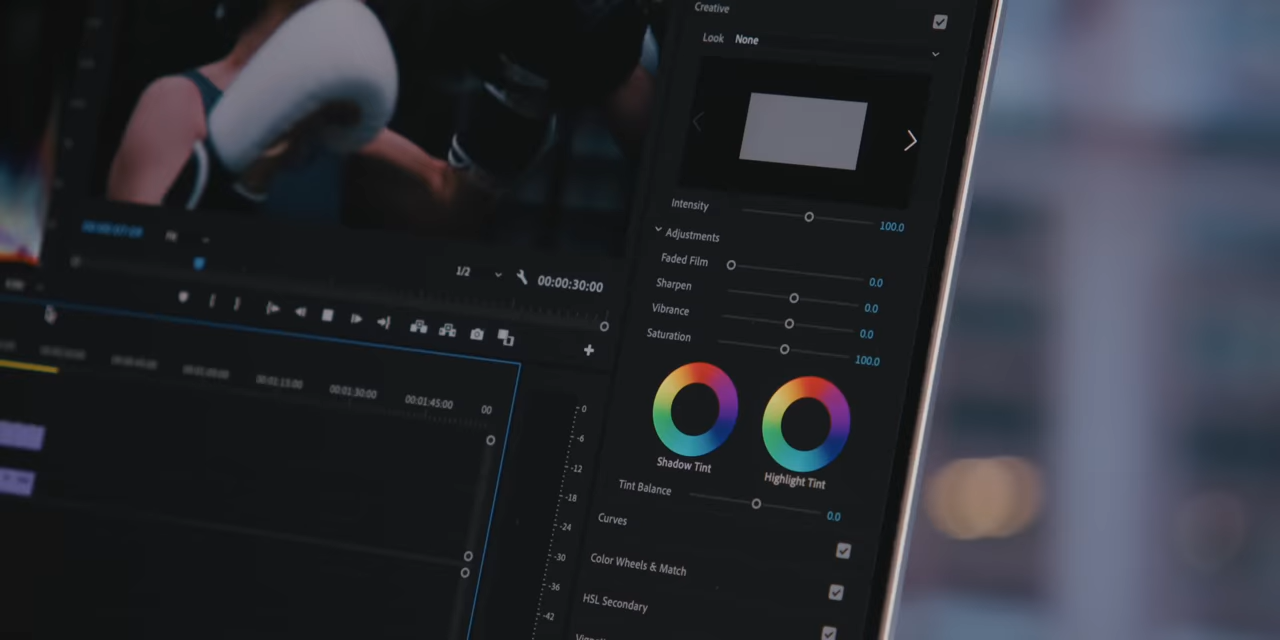 Creative
Look None
Intensity 100.0
Adjustments
Faded Film 0.0
Sharpen 0.0
Vibrance 0.0
Saturation 100.0
Shadow Tint
Highlight Tint
Tint Balance 0.0
Curves
Color Wheels & Match
HSL Secondary
Fit
1/2
00:00:30:00
00:01:15:00
00:01:30:00
00:01:45:00
00
0
-6
-12
-18
-24
-30
-36
-42